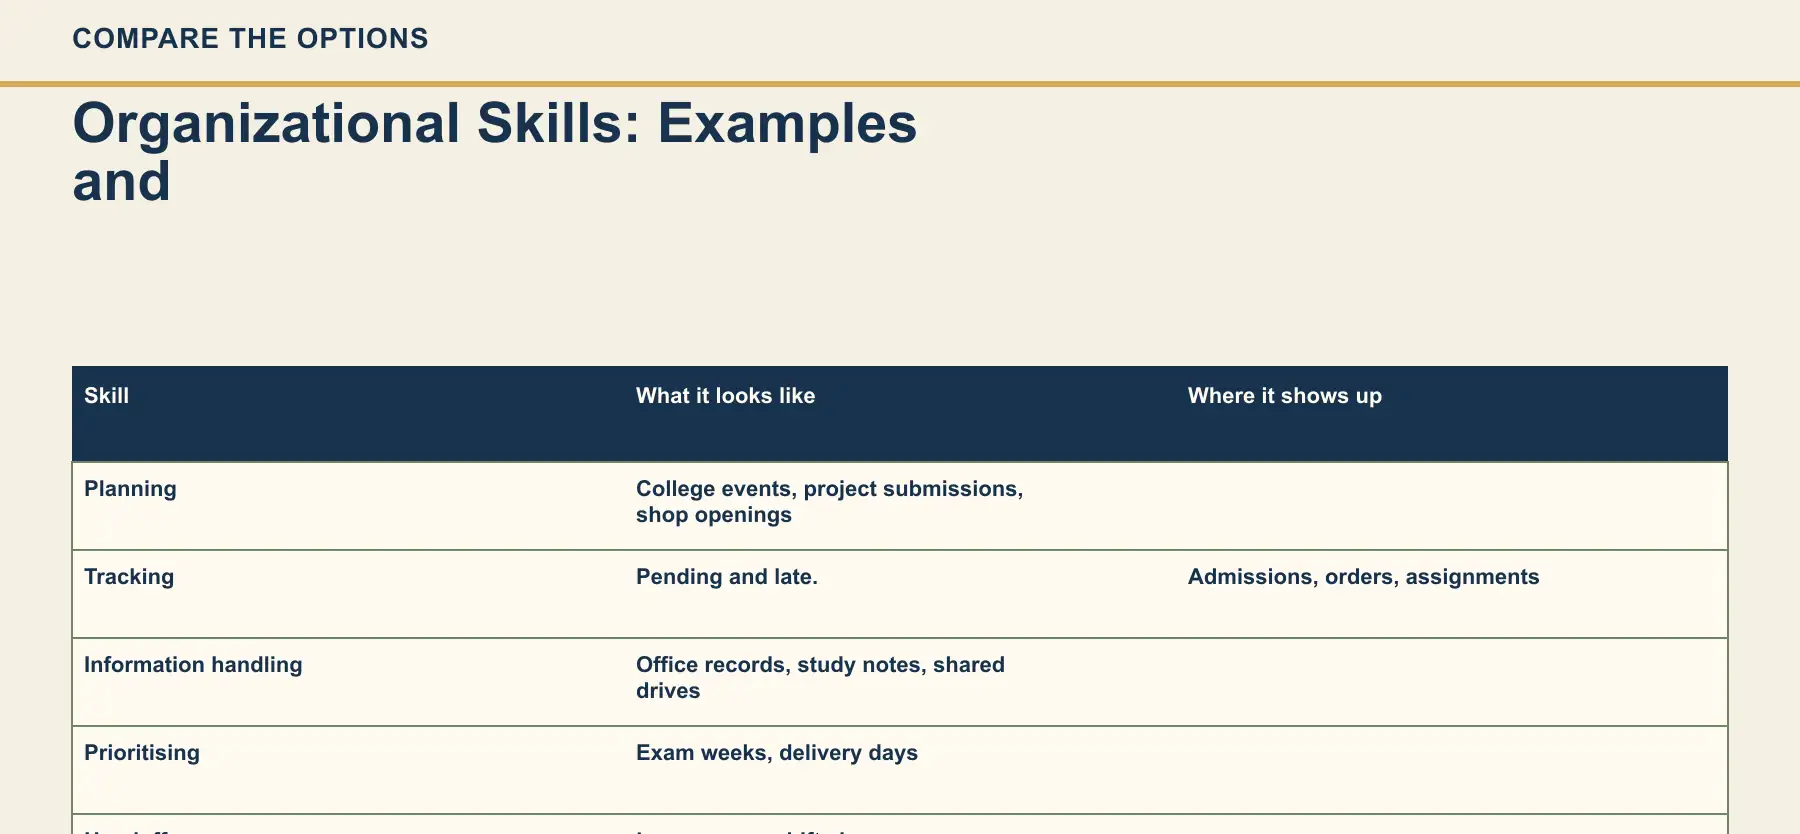 COMPARE THE OPTIONS
Organizational Skills: Examples
and
Skill What it looks like Where it shows up
Planning College events, project submissions,
shop openings
Tracking Pending and late. Admissions, orders, assignments
Information handling Office records, study notes, shared
drives
Prioritising Exam weeks, delivery days